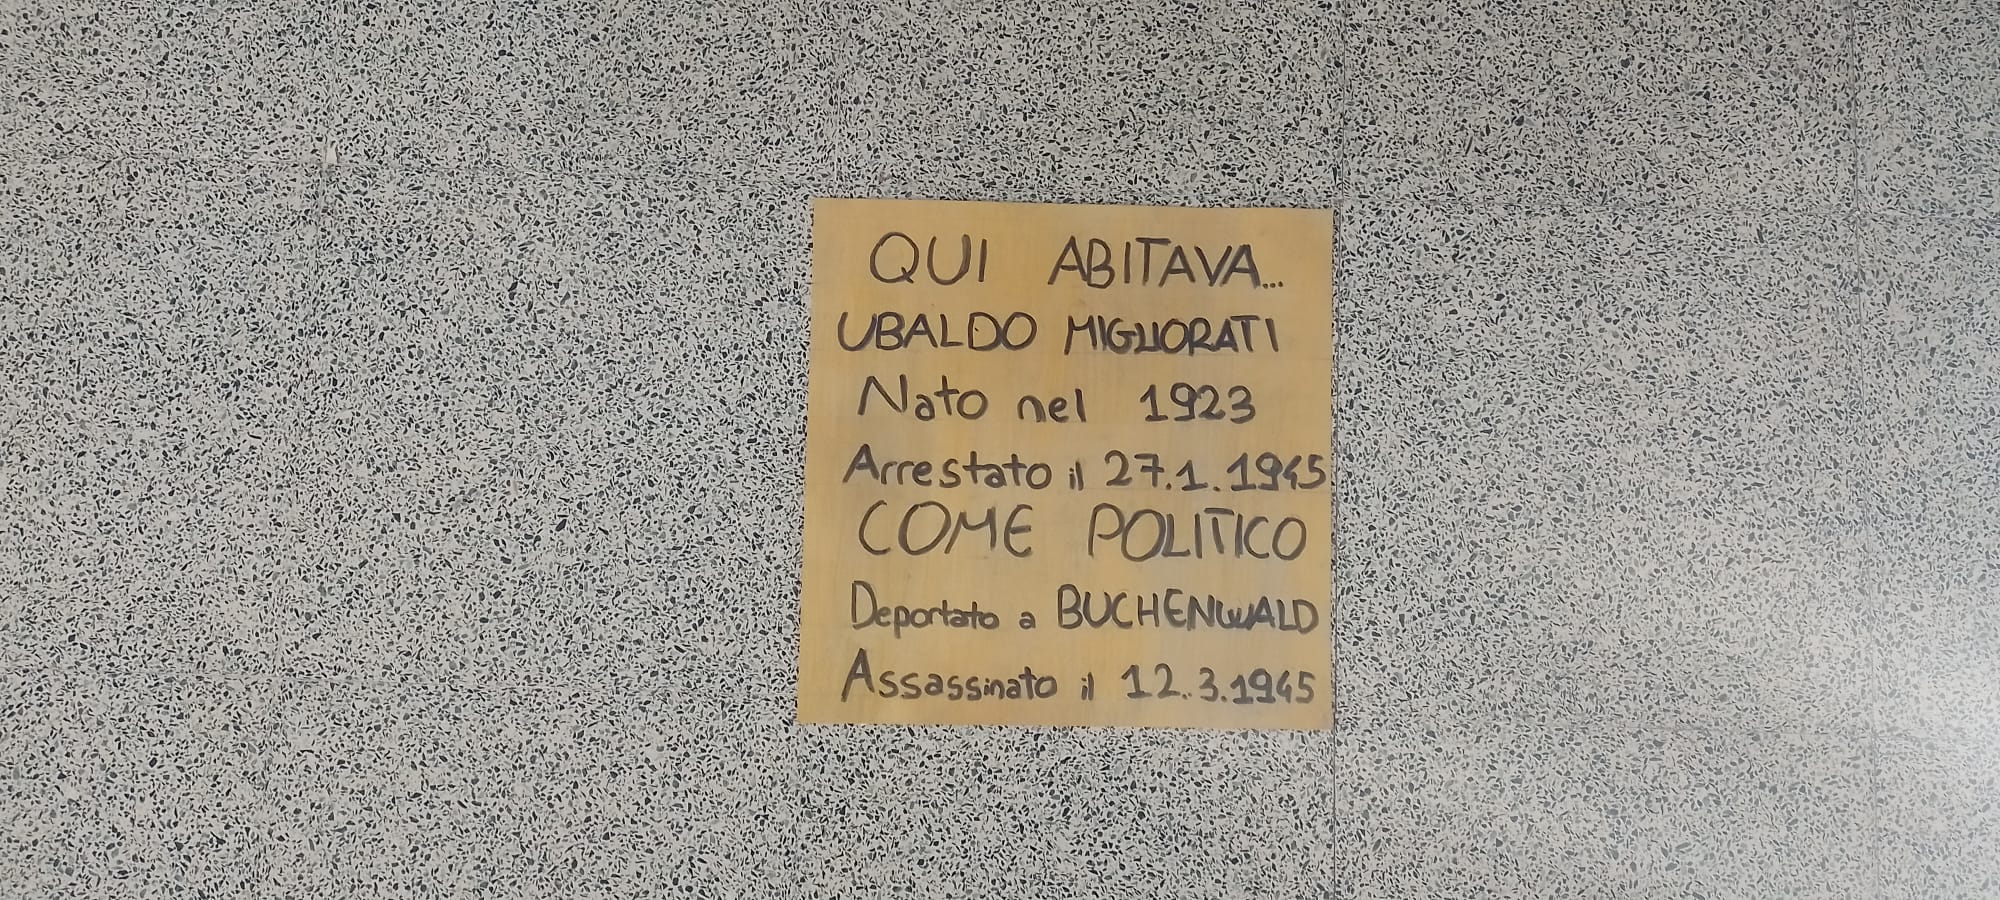 QUI ABITAVA...
UBALDO MIGLIORATI
Nato nel 1923
Arrestato il 27.1.1945
COME POLITICO
Deportato a BUCHENWALD
Assassinato il 12.3.1945